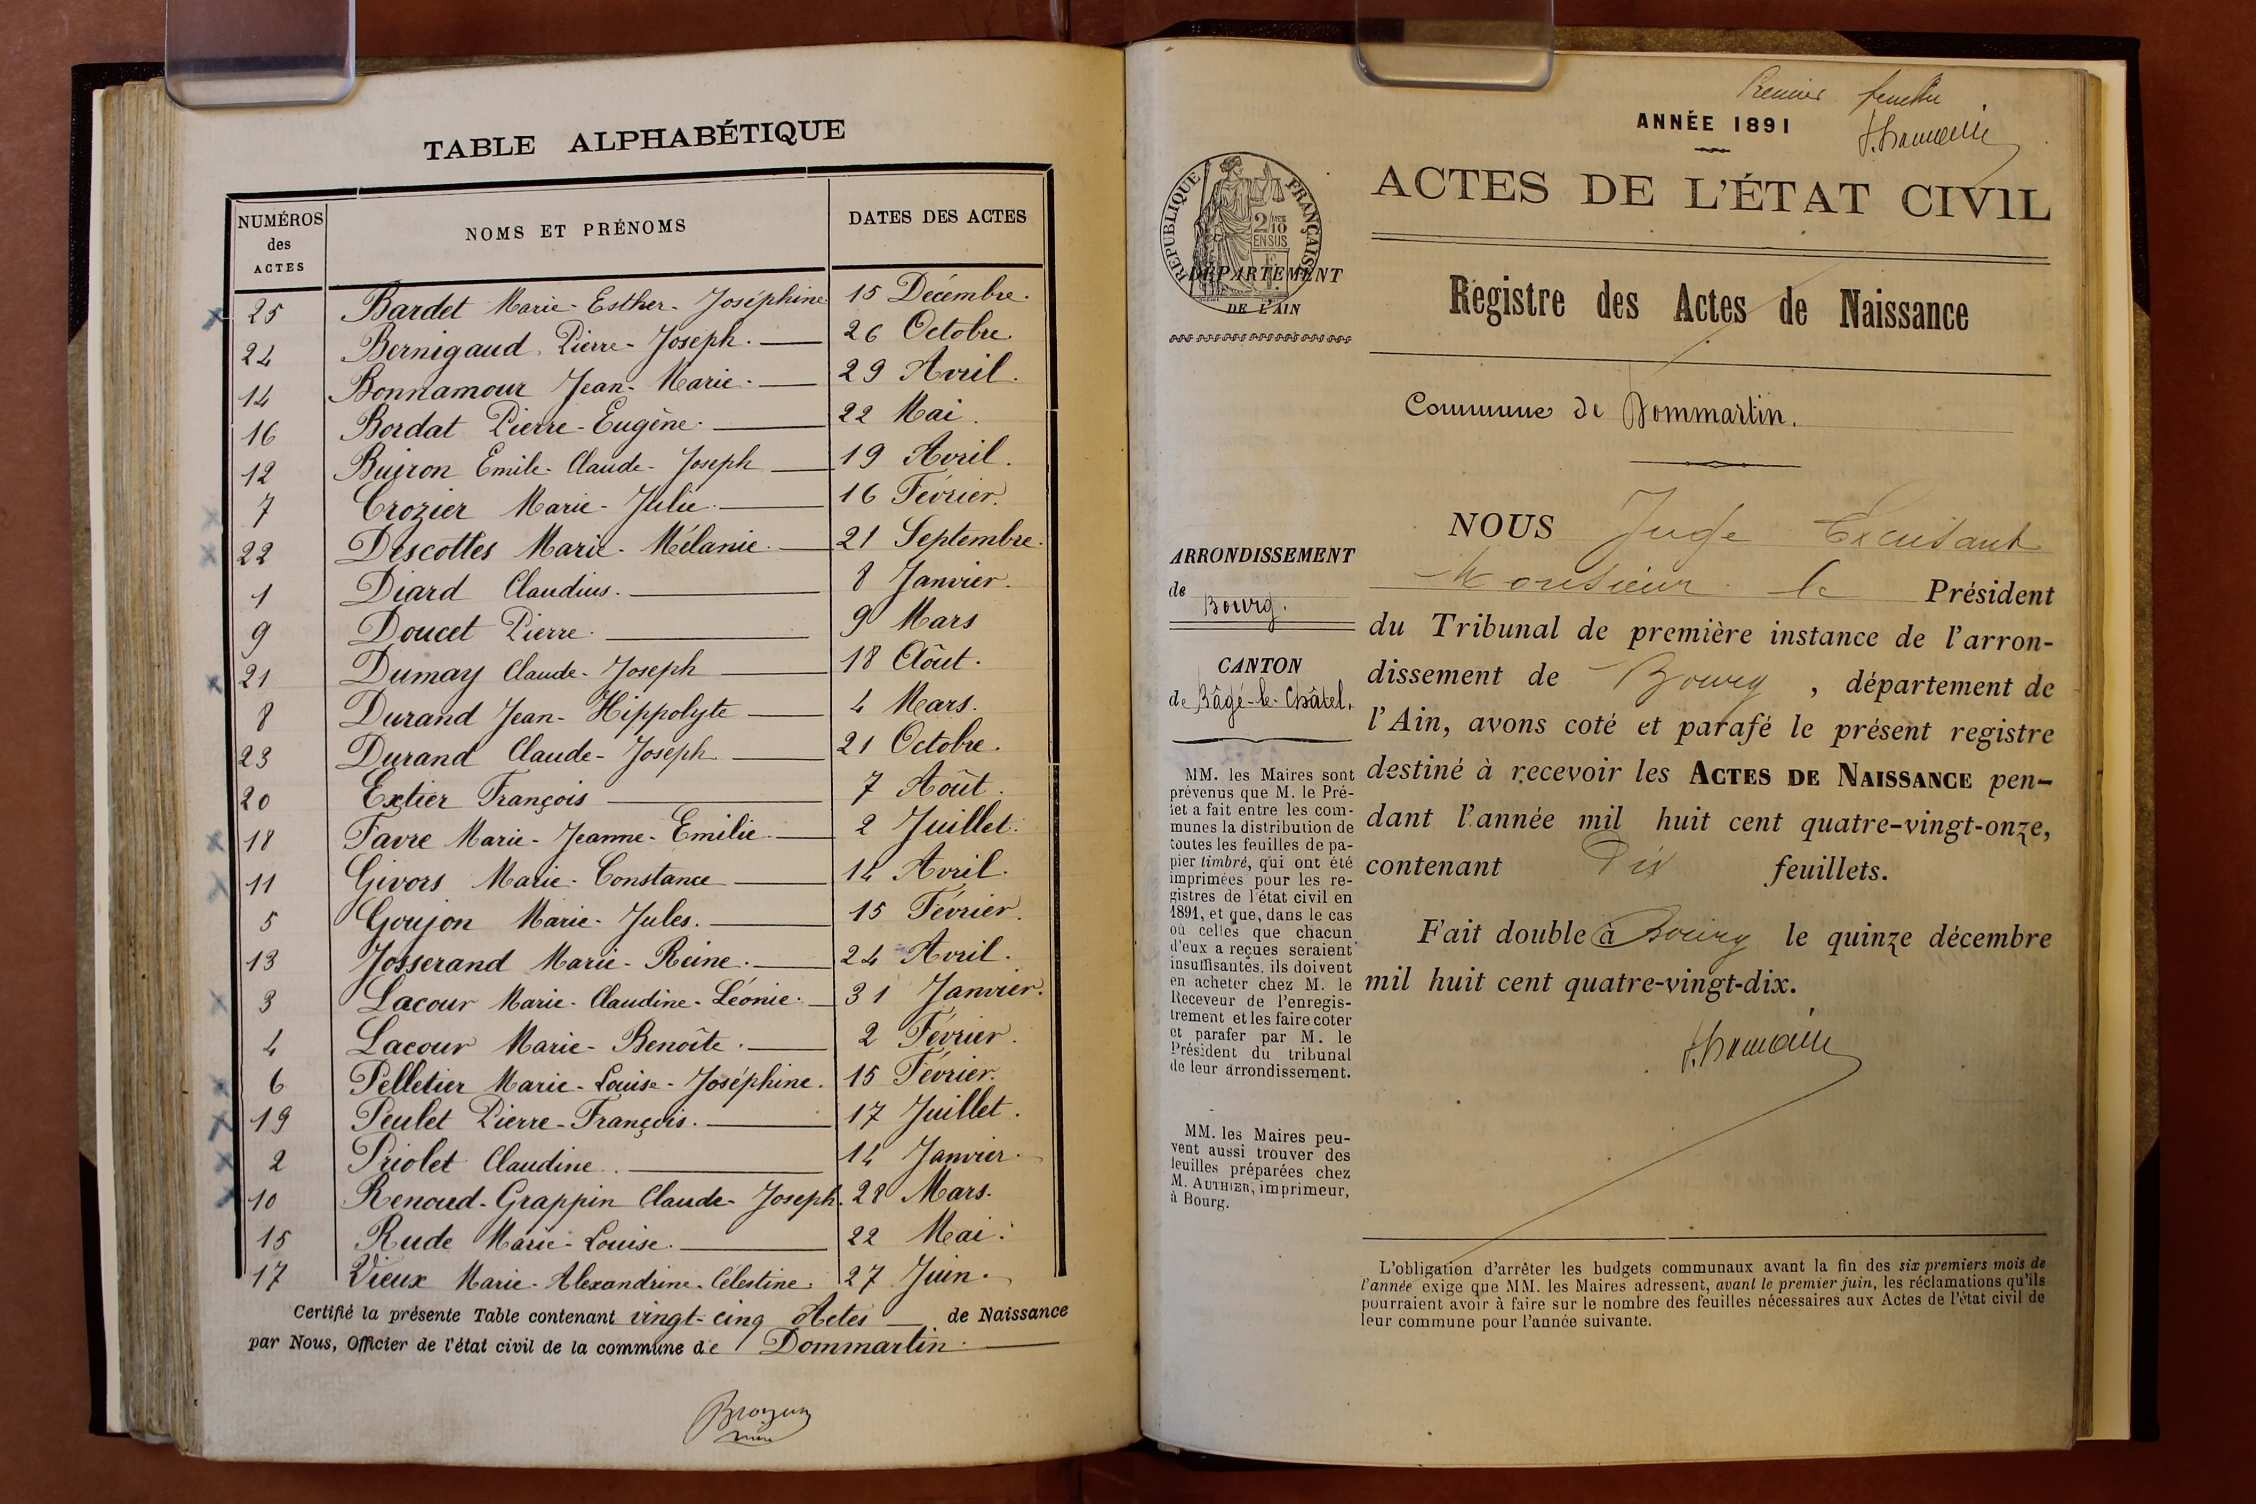 TABLE ALPHABÉTIQUE
NUMÉROS des ACTES NOMS ET PRÉNOMS DATES DES ACTES
25 Bardet Marie-Esther-Joséphine 15 Décembre.
24 Bernigaud Pierre-Joseph. 26 Octobre.
14 Bonnamour Jean-Marie. 29 Avril.
16 Bordat Pierre-Eugène. 22 Mai.
12 Buiron Emile-Claude-Joseph 19 Avril.
7 Crozier Marie-Julie. 16 Février.
22 Descottes Marie-Mélanie. 21 Septembre.
1 Diard Claudius. 8 Janvier.
9 Doucet Pierre. 9 Mars
21 Dumay Claude-Joseph 18 Aôut.
8 Durand Jean-Hippolyte 4 Mars.
23 Durand Claude-Joseph 21 Octobre.
20 Extier François 7 Août.
18 Favre Marie-Jeanne-Emilie. 2 Juillet.
11 Givors Marie-Constance 14 Avril.
5 Goujon Marie-Jules. 15 Février.
13 Josserand Marie-Reine. 24 Avril.
3 Lacour Marie-Claudine-Léonie. 31 Janvier.
4 Lacour Marie-Benoîte. 2 Février.
6 Pelletier Marie-Louise-Joséphine. 15 Février.
19 Peulet Pierre-François. 17 Juillet.
2 Priolet Claudine. 14 Janvier.
10 Renoud-Grappin Claude-Joseph. 28 Mars.
15 Rude Marie-Louise. 22 Mai.
17 Vieux Marie-Alexandrine-Célestine. 27 Juin.
Certifié la présente Table contenant vingt-cinq Actes de Naissance
par Nous, Officier de l'état civil de la commune de Dommartin.
Premier feuillet
ANNÉE 1891
ACTES DE L'ÉTAT CIVIL
RÉPUBLIQUE FRANÇAISE
2/10
EN SUS
DÉPARTEMENT
DE L'AIN
Registre des Actes de Naissance
Commune de Dommartin.
ARRONDISSEMENT
de Bourg.
CANTON
de Bâgé-le-Châtel.
MM. les Maires sont
prévenus que M. le Pré-
fet a fait entre les com-
munes la distribution de
toutes les feuilles de pa-
pier timbré, qui ont été
imprimées pour les re-
gistres de l'état civil en
1891, et que, dans le cas
où celles que chacun
d'eux a reçues seraient
insuffisantes, ils doivent
en acheter chez M. le
Receveur de l'enregis-
trement et les faire coter
et parafer par M. le
Président du tribunal
de leur arrondissement.
MM. les Maires peu-
vent aussi trouver des
feuilles préparées chez
M. AUTHIER, imprimeur,
à Bourg.
NOUS Juge Excusant
Monsieur le Président
du Tribunal de première instance de l'arron-
dissement de Bourg, département de
l'Ain, avons coté et parafé le présent registre
destiné à recevoir les ACTES DE NAISSANCE pen-
dant l'année mil huit cent quatre-vingt-onze,
contenant Dix feuillets.
Fait double à Bourg le quinze décembre
mil huit cent quatre-vingt-dix.
L'obligation d'arrêter les budgets communaux avant la fin des six premiers mois de
l'année exige que MM. les Maires adressent, avant le premier juin, les réclamations qu'ils
pourraient avoir à faire sur le nombre des feuilles nécessaires aux Actes de l'état civil de
leur commune pour l'année suivante.